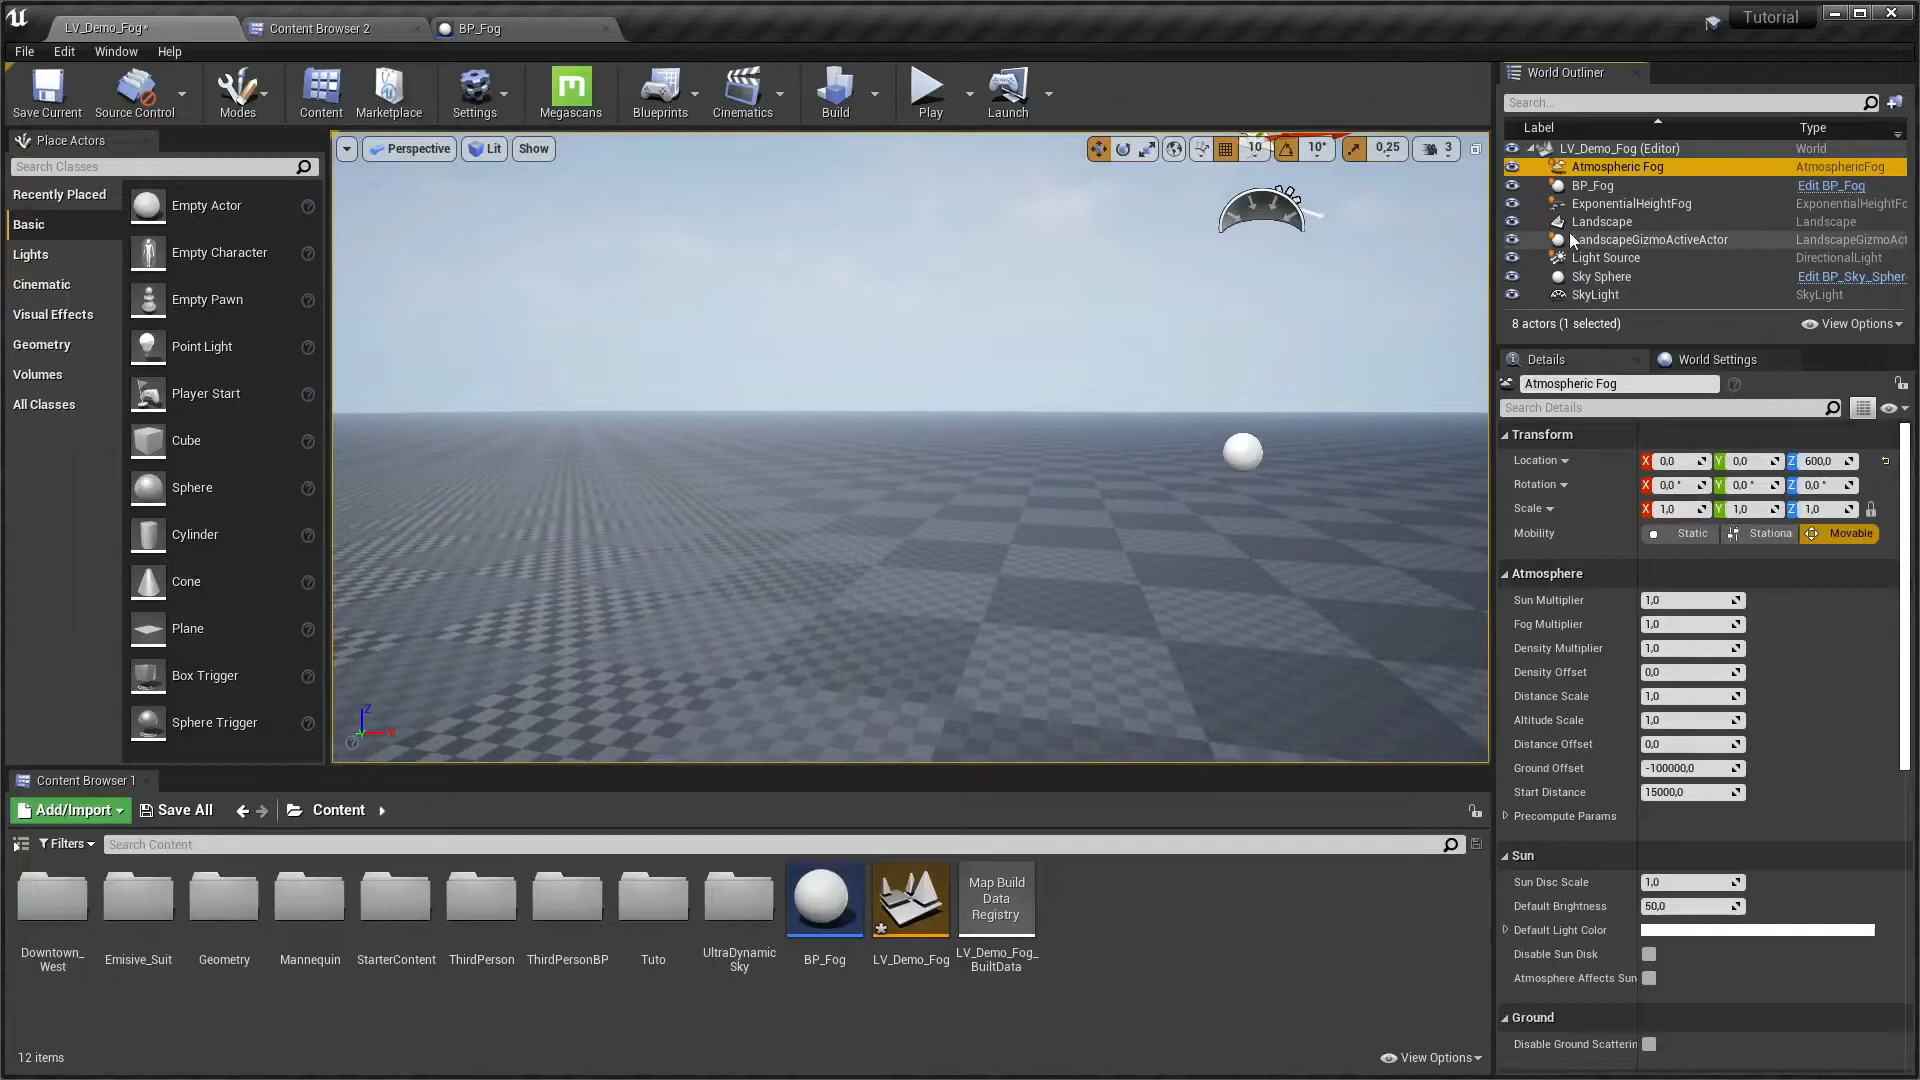 LV_Demo_Fog*
Content Browser 2
BP_Fog
Tutorial
File Edit Window Help
Save Current
Source Control
Modes
Content
Marketplace
Settings
Megascans
Blueprints
Cinematics
Build
Play
Launch
Place Actors
Search Classes
Recently Placed
Basic
Lights
Cinematic
Visual Effects
Geometry
Volumes
All Classes
Empty Actor
Empty Character
Empty Pawn
Point Light
Player Start
Cube
Sphere
Cylinder
Cone
Plane
Box Trigger
Sphere Trigger
Perspective Lit Show
10 10° 0,25 3
Z
X
World Outliner
Search...
Label Type
LV_Demo_Fog (Editor) World
Atmospheric Fog AtmosphericFog
BP_Fog Edit BP_Fog
ExponentialHeightFog ExponentialHeightFo
Landscape Landscape
LandscapeGizmoActiveActor LandscapeGizmoAct
Light Source DirectionalLight
Sky Sphere Edit BP_Sky_Spher
SkyLight SkyLight
8 actors (1 selected) View Options
Details World Settings
Atmospheric Fog
Search Details
Transform
Location X 0,0 Y 0,0 Z 600,0
Rotation X 0,0 ° Y 0,0 ° Z 0,0 °
Scale X 1,0 Y 1,0 Z 1,0
Mobility Static Stationa Movable
Atmosphere
Sun Multiplier 1,0
Fog Multiplier 1,0
Density Multiplier 1,0
Density Offset 0,0
Distance Scale 1,0
Altitude Scale 1,0
Distance Offset 0,0
Ground Offset -100000,0
Start Distance 15000,0
Precompute Params
Sun
Sun Disc Scale 1,0
Default Brightness 50,0
Default Light Color
Disable Sun Disk
Atmosphere Affects Sun
Ground
Disable Ground Scatterin
Content Browser 1
Add/Import Save All Content
Filters Search Content
Downtown_
West
Emisive_Suit
Geometry
Mannequin
StarterContent
ThirdPerson
ThirdPersonBP
Tuto
UltraDynamic
Sky
BP_Fog
LV_Demo_Fog
Map Build
Data
Registry
LV_Demo_Fog_
BuiltData
12 items View Options